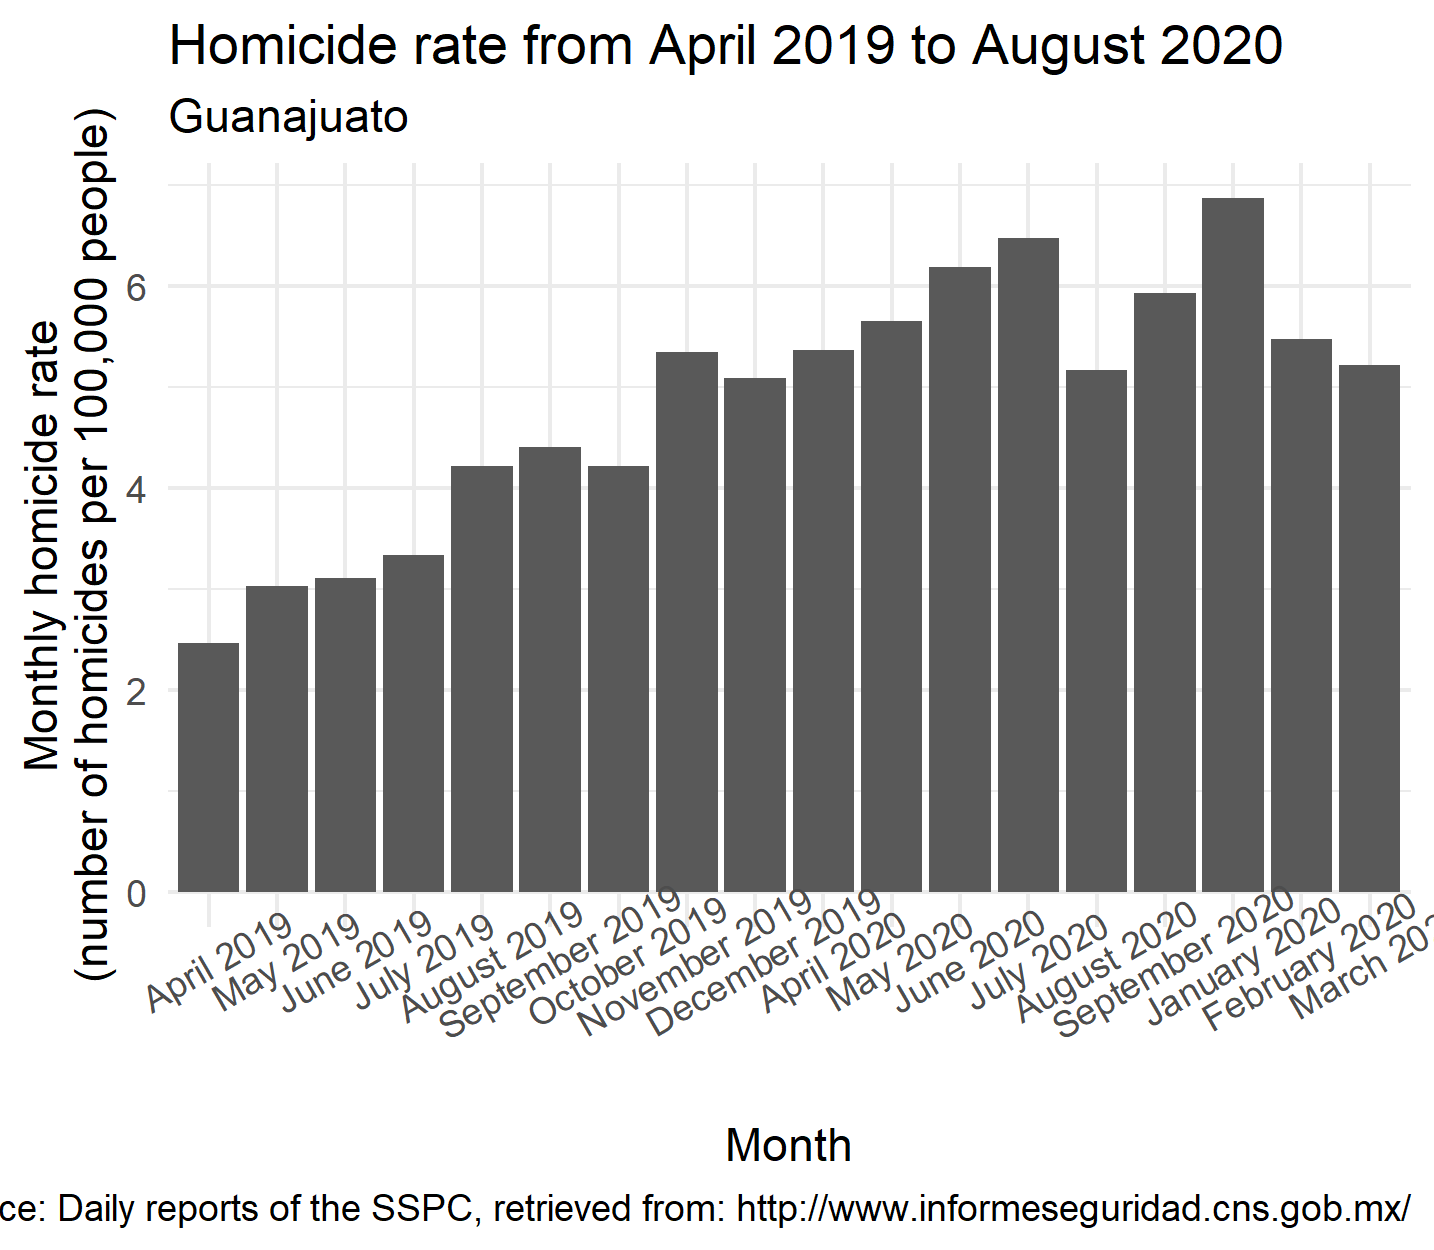 Homicide rate from April 2019 to August 2020
Guanajuato
Monthly homicide rate
(number of homicides per 100,000 people)
6
4
2
0
April 2019
May 2019
June 2019
July 2019
August 2019
September 2019
October 2019
November 2019
December 2019
April 2020
May 2020
June 2020
July 2020
August 2020
September 2020
January 2020
February 2020
March 202
Month
ce: Daily reports of the SSPC, retrieved from: http://www.informeseguridad.cns.gob.mx/